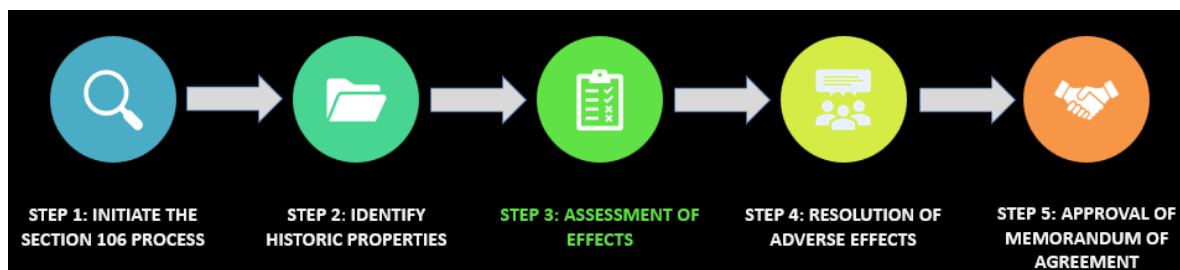 STEP 1: INITIATE THE
SECTION 106 PROCESS
STEP 2: IDENTIFY
HISTORIC PROPERTIES
STEP 3: ASSESSMENT OF
EFFECTS
STEP 4: RESOLUTION OF
ADVERSE EFFECTS
STEP 5: APPROVAL OF
MEMORANDUM OF
AGREEMENT